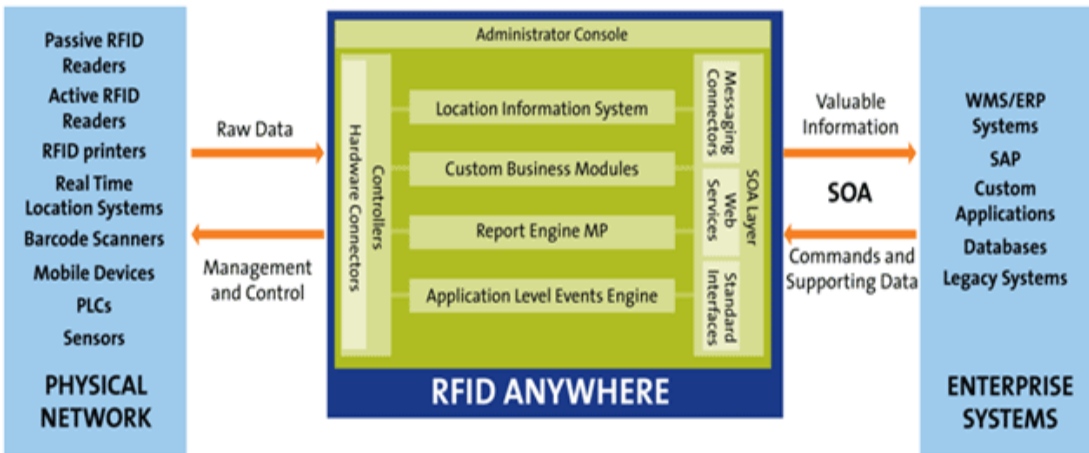 Passive RFID
Readers
Active RFID
Readers
RFID printers
Real Time
Location Systems
Barcode Scanners
Mobile Devices
PLCs
Sensors
PHYSICAL
NETWORK
Raw Data
Management
and Control
Administrator Console
Hardware Connectors
Controllers
Location Information System
Custom Business Modules
Report Engine MP
Application Level Events Engine
Messaging
Connectors
Web
Services
Standard
Interfaces
SOA Layer
RFID ANYWHERE
Valuable
Information
SOA
Commands and
Supporting Data
WMS/ERP
Systems
SAP
Custom
Applications
Databases
Legacy Systems
ENTERPRISE
SYSTEMS